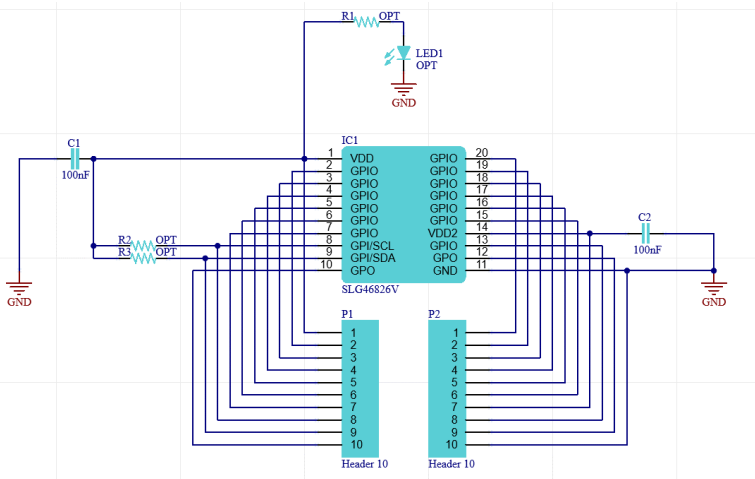 R1 OPT
LED1
OPT
GND
IC1
C1
100nF
1 VDD GPIO 20
2 GPIO GPIO 19
3 GPIO GPIO 18
4 GPIO GPIO 17
5 GPIO GPIO 16
6 GPIO GPIO 15
7 GPIO VDD2 14
8 GPI/SCL GPIO 13
9 GPI/SDA GPO 12
10 GPO GND 11
SLG46826V
C2
100nF
R2 OPT
R3 OPT
GND
GND
P1
1
2
3
4
5
6
7
8
9
10
Header 10
P2
1
2
3
4
5
6
7
8
9
10
Header 10